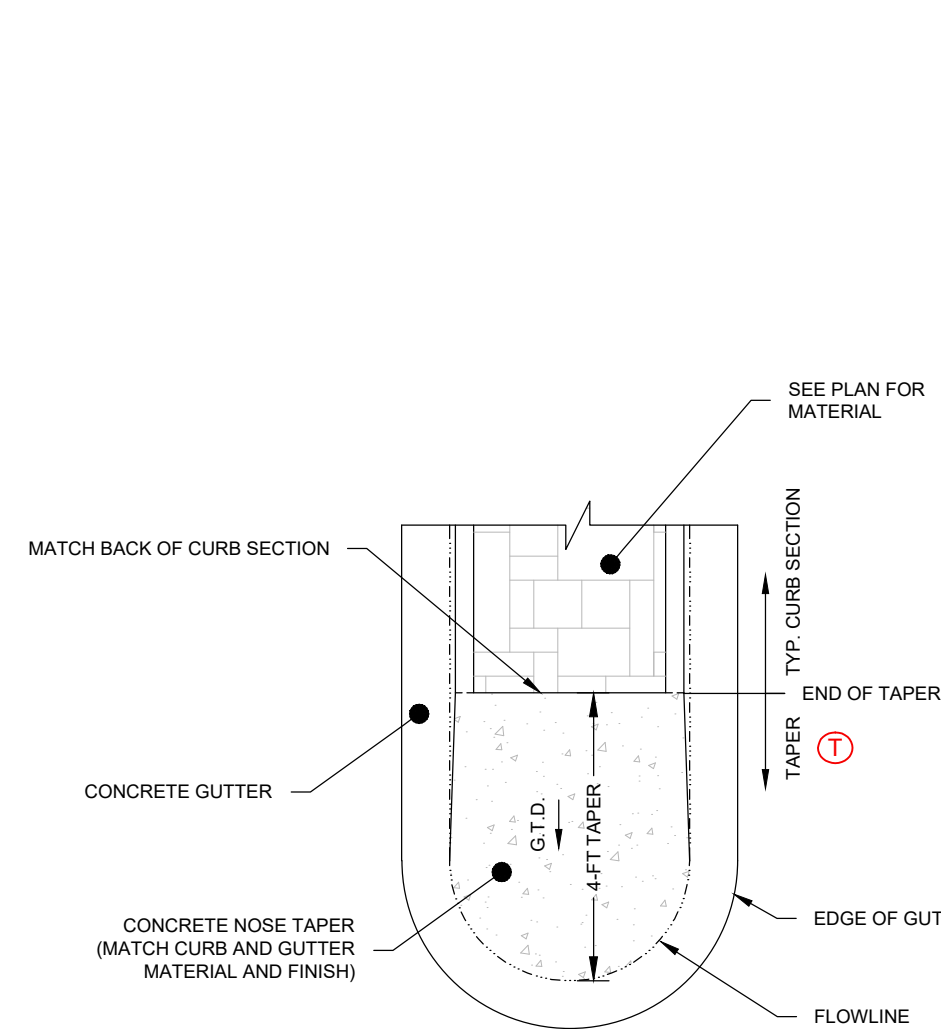 SEE PLAN FOR
MATERIAL
MATCH BACK OF CURB SECTION
TYP. CURB SECTION
END OF TAPER
TAPER
T
CONCRETE GUTTER
G.T.D.
4-FT TAPER
CONCRETE NOSE TAPER
(MATCH CURB AND GUTTER
MATERIAL AND FINISH)
EDGE OF GUT
FLOWLINE